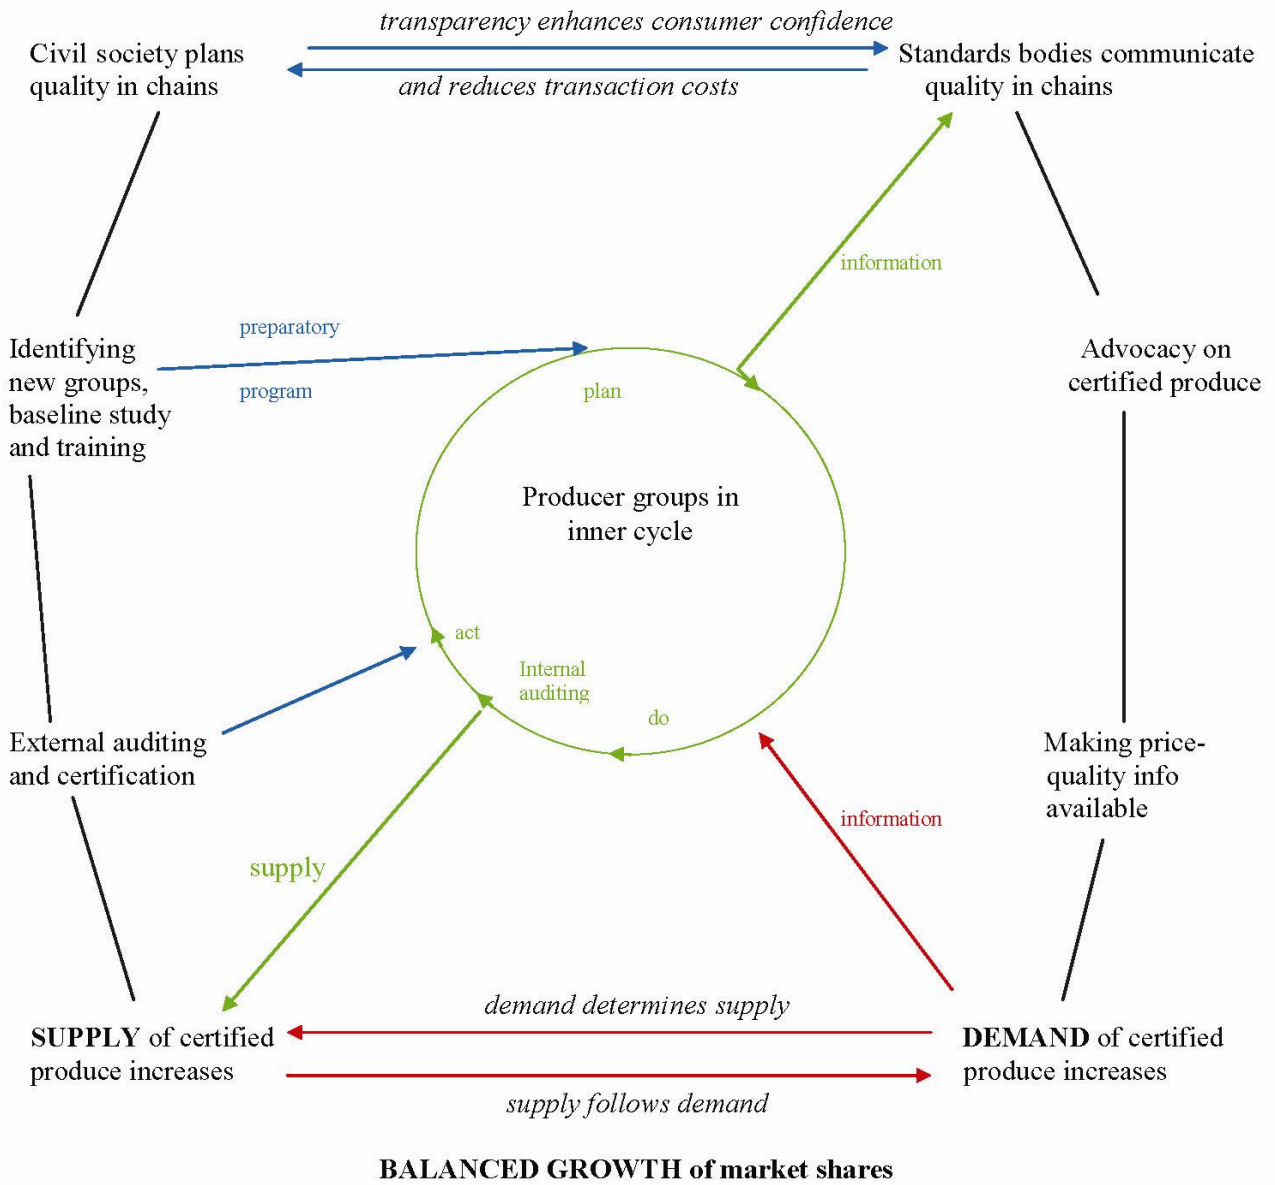 transparency enhances consumer confidence
Civil society plans
quality in chains
Standards bodies communicate
quality in chains
and reduces transaction costs
information
preparatory
program
Identifying
new groups,
baseline study
and training
plan
Advocacy on
certified produce
Producer groups in
inner cycle
act
Internal
auditing
do
External auditing
and certification
Making price-
quality info
available
information
supply
demand determines supply
SUPPLY of certified
produce increases
DEMAND of certified
produce increases
supply follows demand
BALANCED GROWTH of market shares